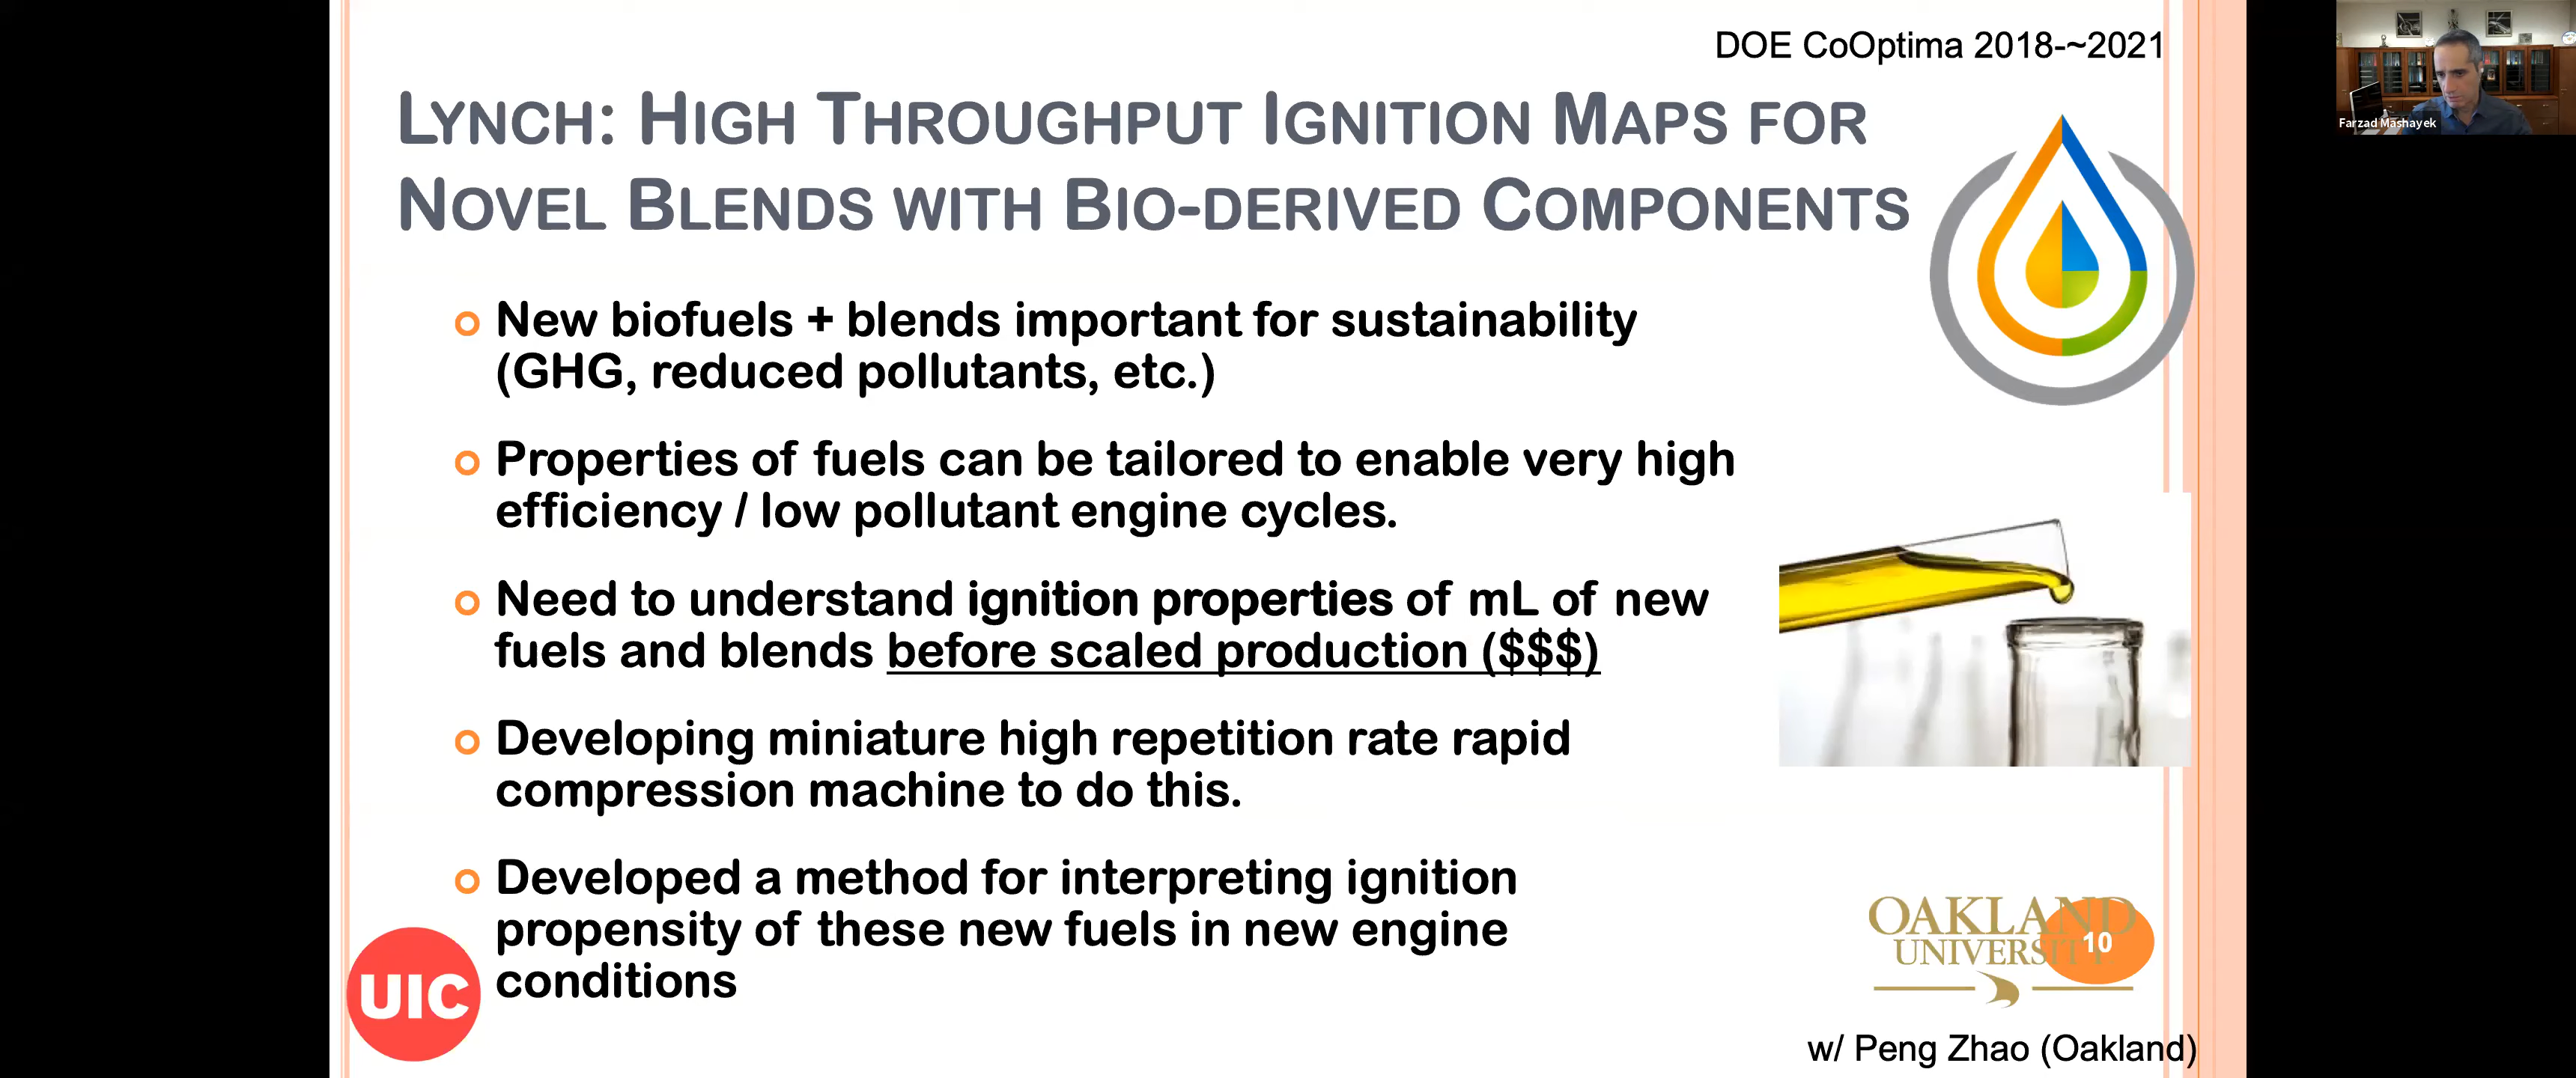 DOE CoOptima 2018-~2021
Farzad Mashayek
LYNCH: HIGH THROUGHPUT IGNITION MAPS FOR
NOVEL BLENDS WITH BIO-DERIVED COMPONENTS
New biofuels + blends important for sustainability
(GHG, reduced pollutants, etc.)
Properties of fuels can be tailored to enable very high
efficiency / low pollutant engine cycles.
Need to understand ignition properties of mL of new
fuels and blends before scaled production ($$$)
Developing miniature high repetition rate rapid
compression machine to do this.
Developed a method for interpreting ignition
propensity of these new fuels in new engine
conditions
UIC
OAKLAND
UNIVERSITY
10
w/ Peng Zhao (Oakland)